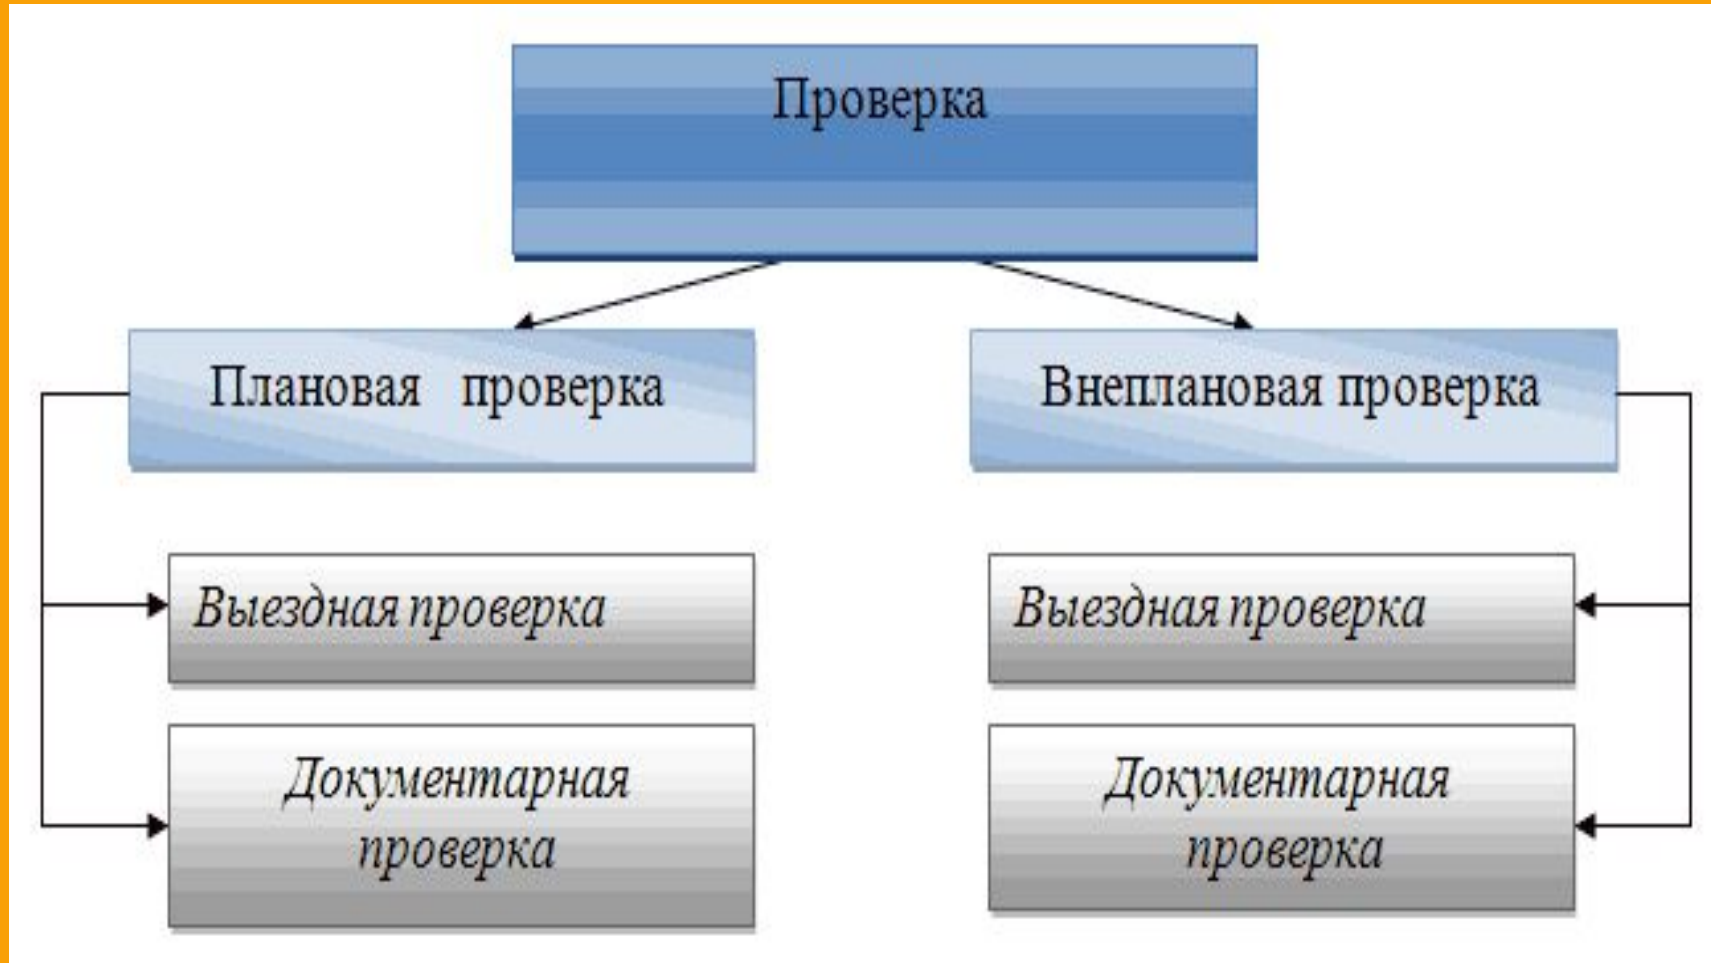 Проверка
Плановая проверка
Внеплановая проверка
Выездная проверка
Выездная проверка
Документарная
проверка
Документарная
проверка